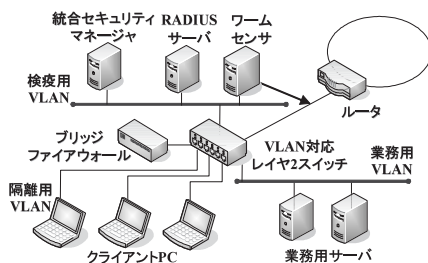 統合セキュリティ
マネージャ
RADIUS
サーバ
ワーム
センサ
検疫用
VLAN
ルータ
ブリッジ
ファイアウォール
VLAN対応
レイヤ2スイッチ
業務用
VLAN
隔離用
VLAN
クライアントPC
業務用サーバ